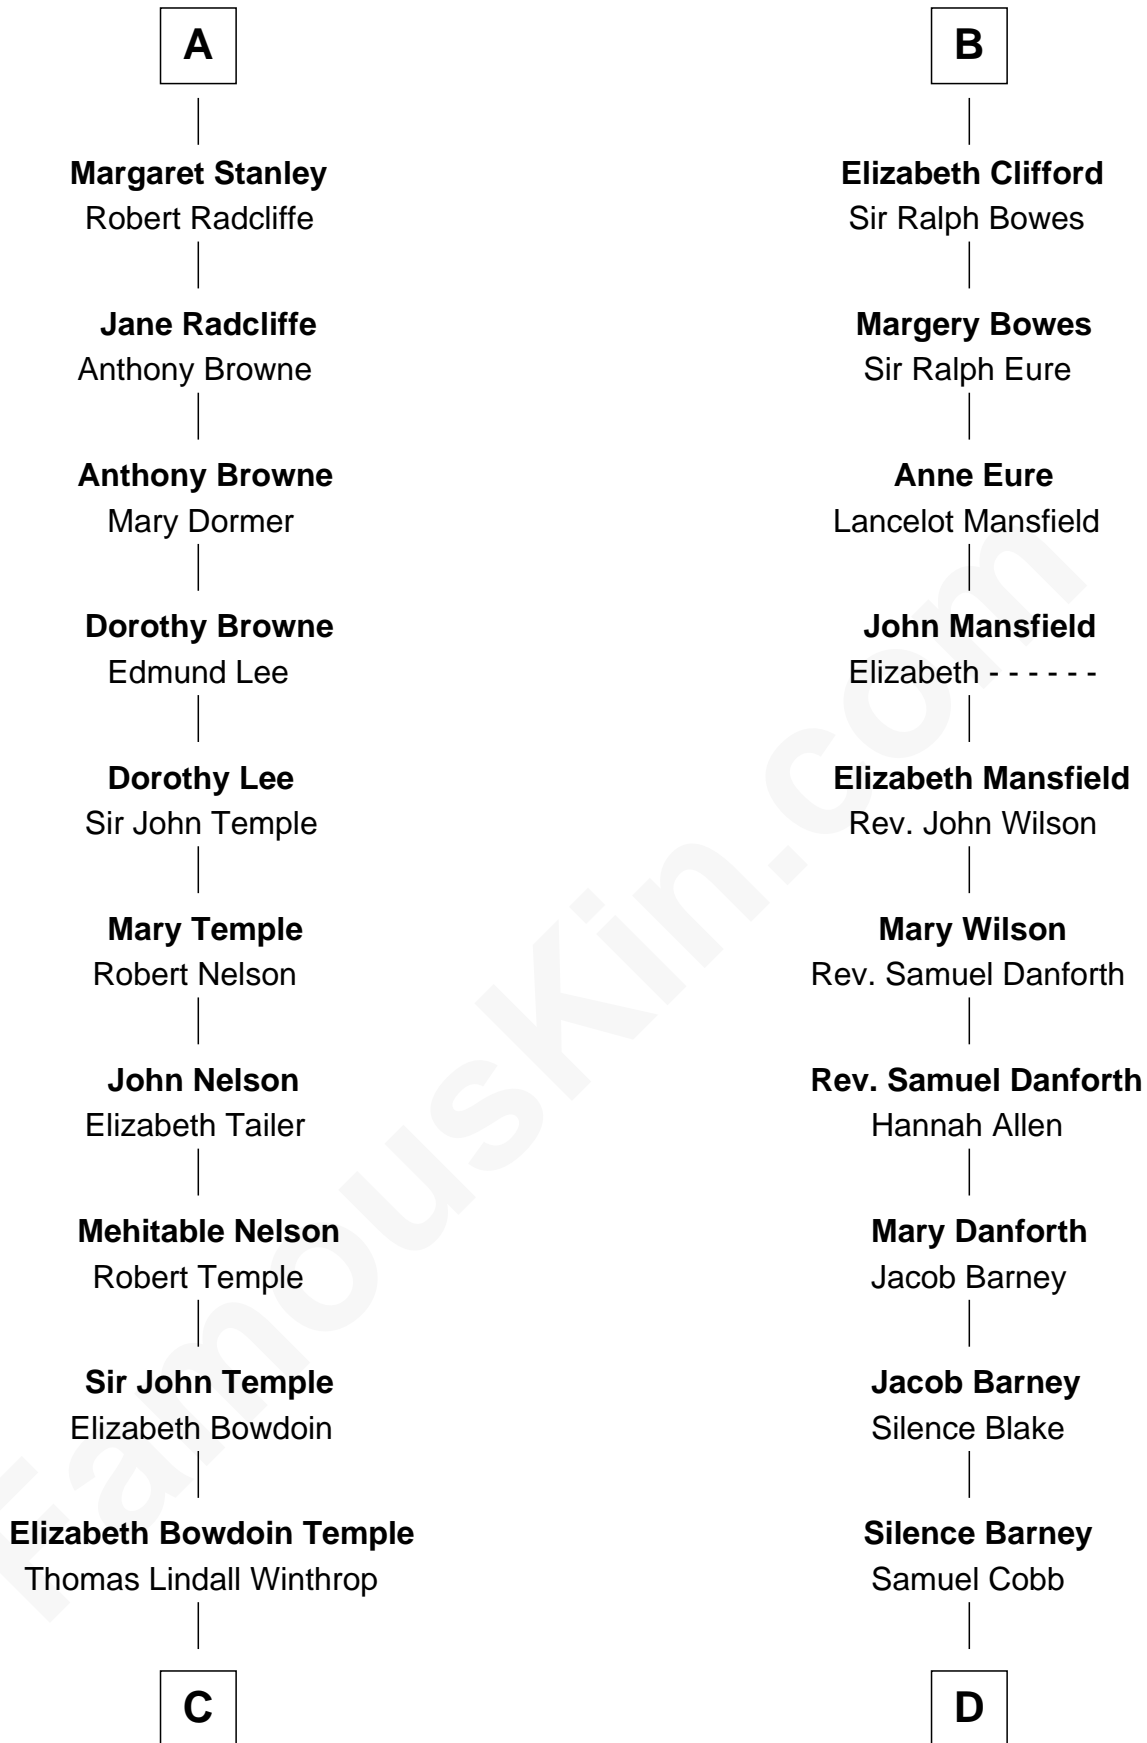 A
Margaret Stanley
Robert Radcliffe
Jane Radcliffe
Anthony Browne
Anthony Browne
Mary Dormer
Dorothy Browne
Edmund Lee
Dorothy Lee
Sir John Temple
Mary Temple
Robert Nelson
John Nelson
Elizabeth Tailer
Mehitable Nelson
Robert Temple
Sir John Temple
Elizabeth Bowdoin
Elizabeth Bowdoin Temple
Thomas Lindall Winthrop
C
B
Elizabeth Clifford
Sir Ralph Bowes
Margery Bowes
Sir Ralph Eure
Anne Eure
Lancelot Mansfield
John Mansfield
Elizabeth - - - - - -
Elizabeth Mansfield
Rev. John Wilson
Mary Wilson
Rev. Samuel Danforth
Rev. Samuel Danforth
Hannah Allen
Mary Danforth
Jacob Barney
Jacob Barney
Silence Blake
Silence Barney
Samuel Cobb
D
FamousKin.com